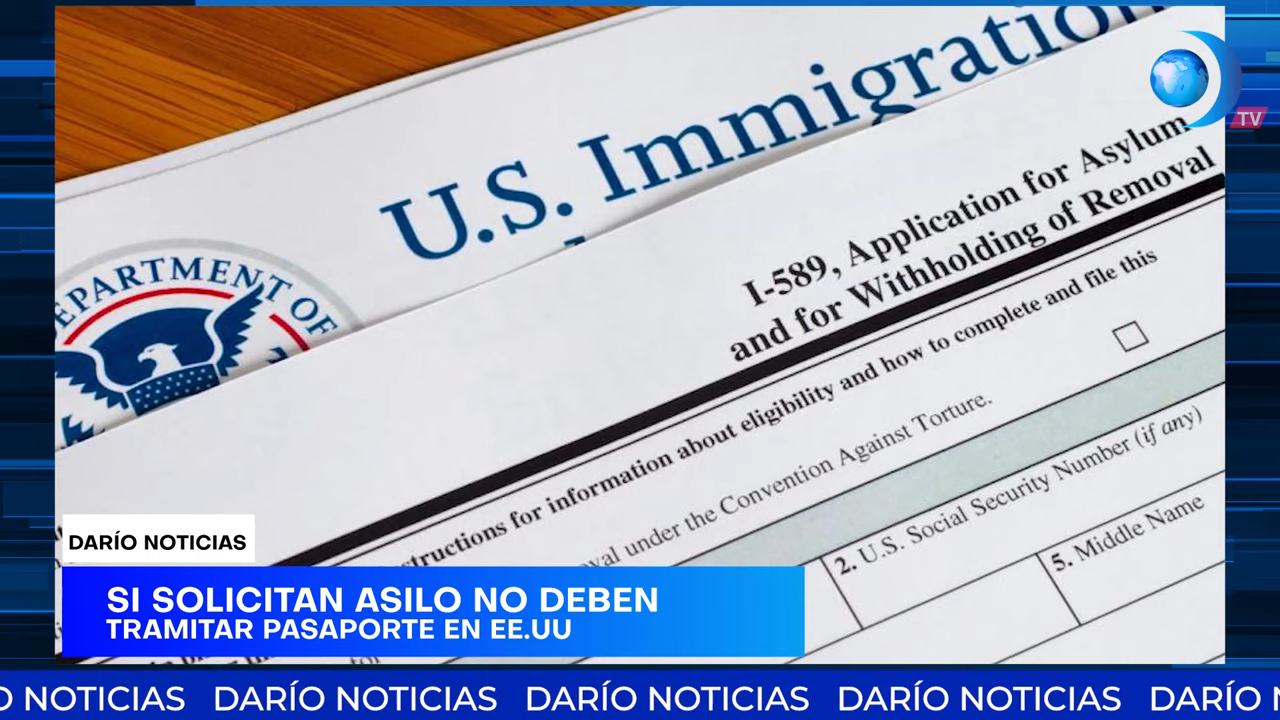 U.S. Immigration
TV
DEPARTMENT OF
I-589, Application for Asylum
and for Withholding of Removal
structions for information about eligibility and how to complete and file this
val under the Convention Against Torture.
2. U.S. Social Security Number (if any)
5. Middle Name
DARÍO NOTICIAS
SI SOLICITAN ASILO NO DEBEN
TRAMITAR PASAPORTE EN EE.UU
O NOTICIAS DARÍO NOTICIAS DARÍO NOTICIAS DARÍO NOTICIAS DARÍO N